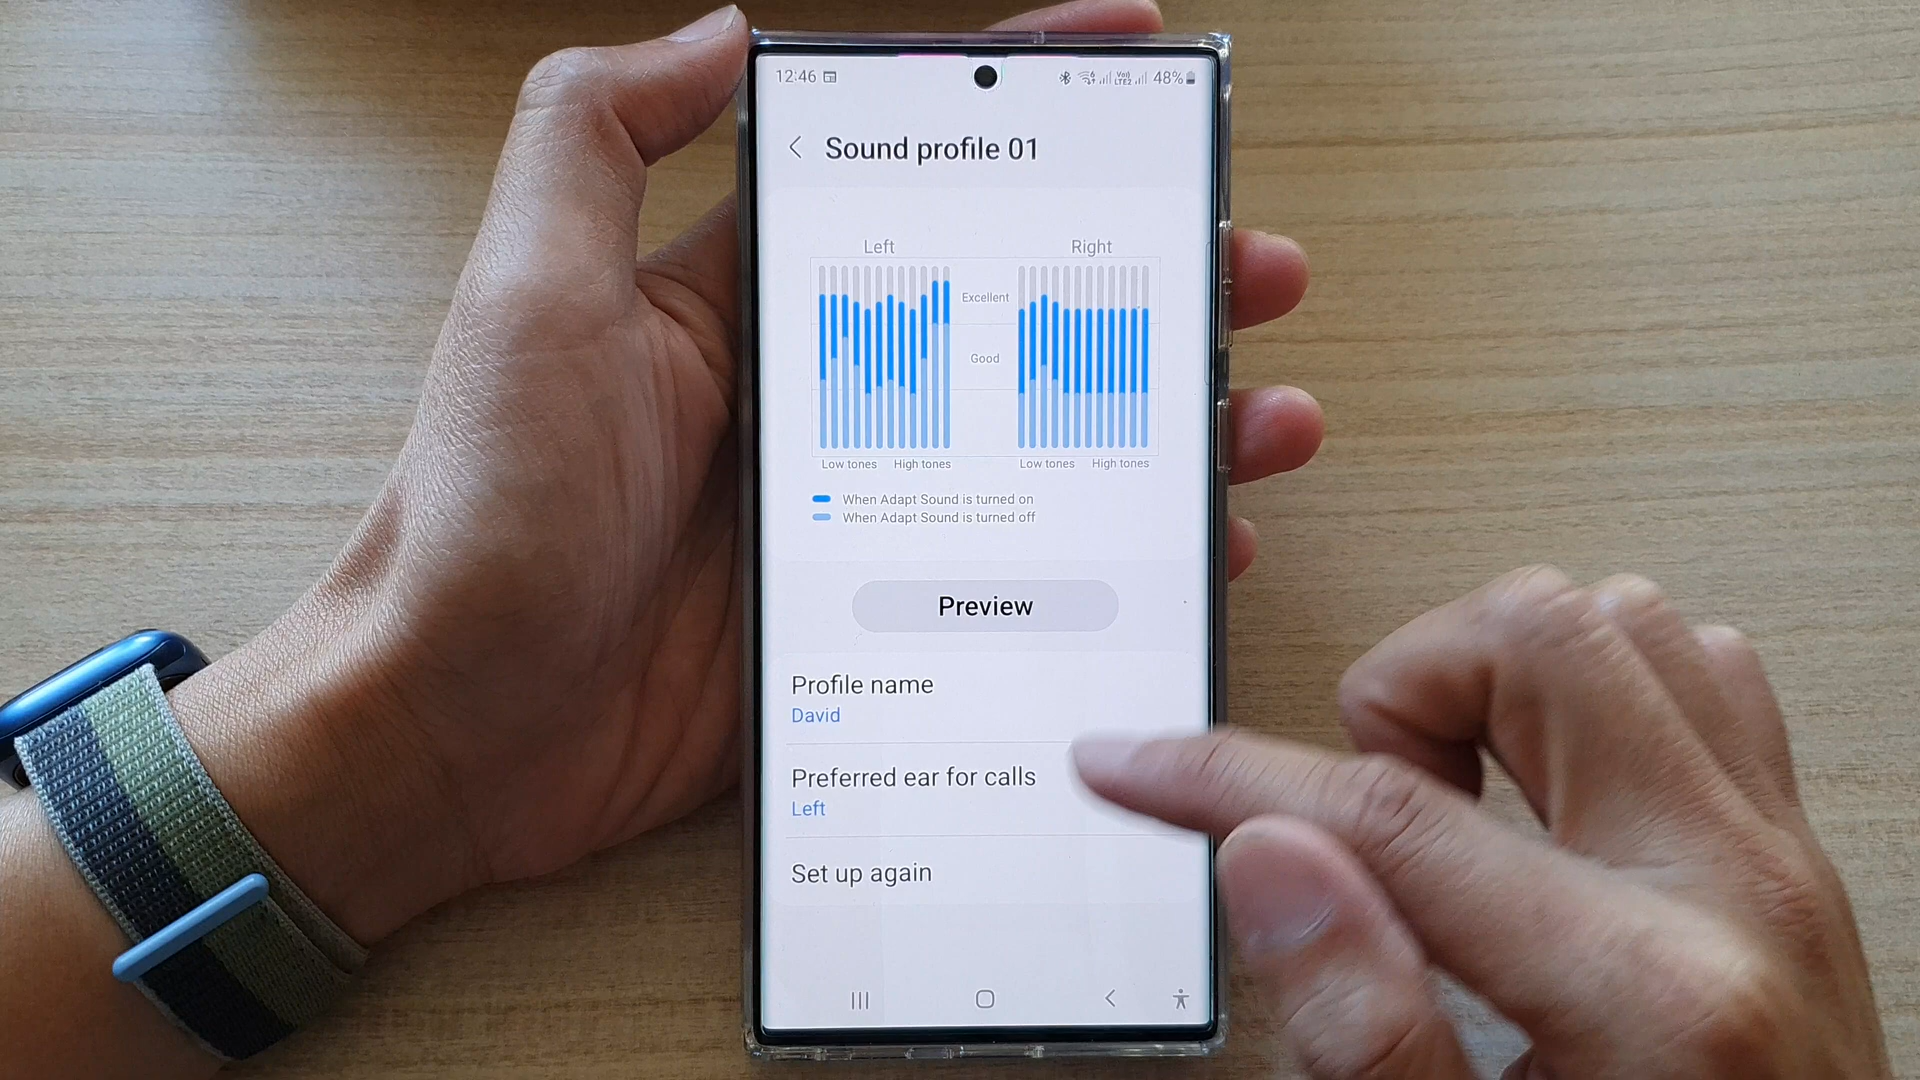 12:46
VoLTE2 48%
Sound profile 01
Left
Right
Excellent
Good
Low tones High tones
Low tones High tones
When Adapt Sound is turned on
When Adapt Sound is turned off
Preview
Profile name
David
Preferred ear for calls
Left
Set up again